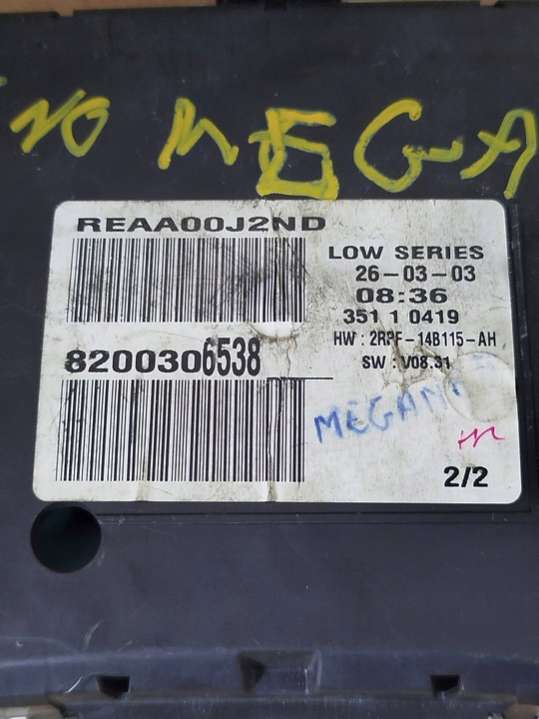 NO MEGA
REAA00J2ND
LOW SERIES
26-03-03
08:36
351 1 0419
HW : 2RPF-14B115-AH
8200306538
SW : V08.31
2/2